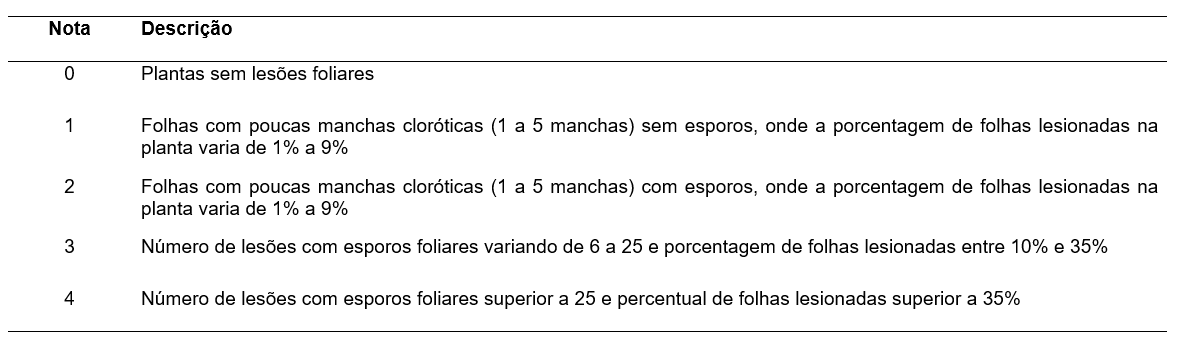 Nota Descrição
0 Plantas sem lesões foliares
1 Folhas com poucas manchas cloróticas (1 a 5 manchas) sem esporos, onde a porcentagem de folhas lesionadas na
planta varia de 1% a 9%
2 Folhas com poucas manchas cloróticas (1 a 5 manchas) com esporos, onde a porcentagem de folhas lesionadas na
planta varia de 1% a 9%
3 Número de lesões com esporos foliares variando de 6 a 25 e porcentagem de folhas lesionadas entre 10% e 35%
4 Número de lesões com esporos foliares superior a 25 e percentual de folhas lesionadas superior a 35%